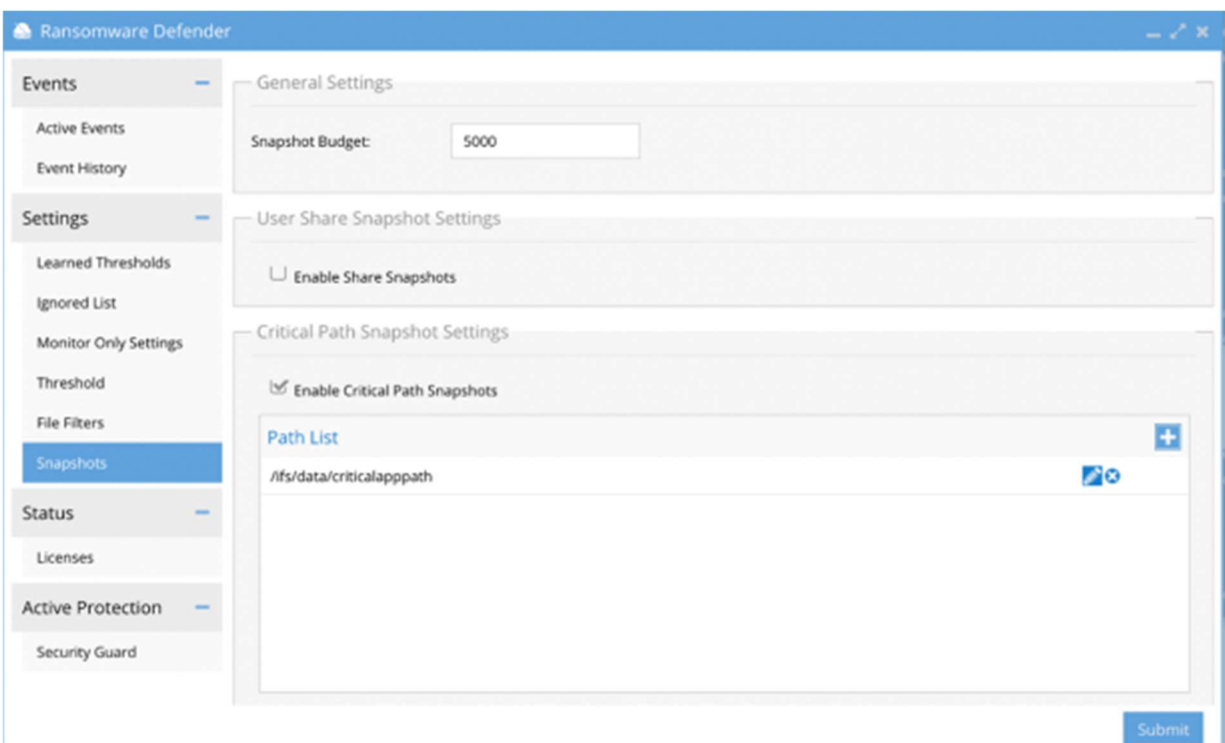 Ransomware Defender
Events
Active Events
Event History
Settings
Learned Thresholds
Ignored List
Monitor Only Settings
Threshold
File Filters
Snapshots
Status
Licenses
Active Protection
Security Guard
General Settings
Snapshot Budget: 5000
User Share Snapshot Settings
Enable Share Snapshots
Critical Path Snapshot Settings
Enable Critical Path Snapshots
Path List
/ifs/data/criticalapppath
Submit